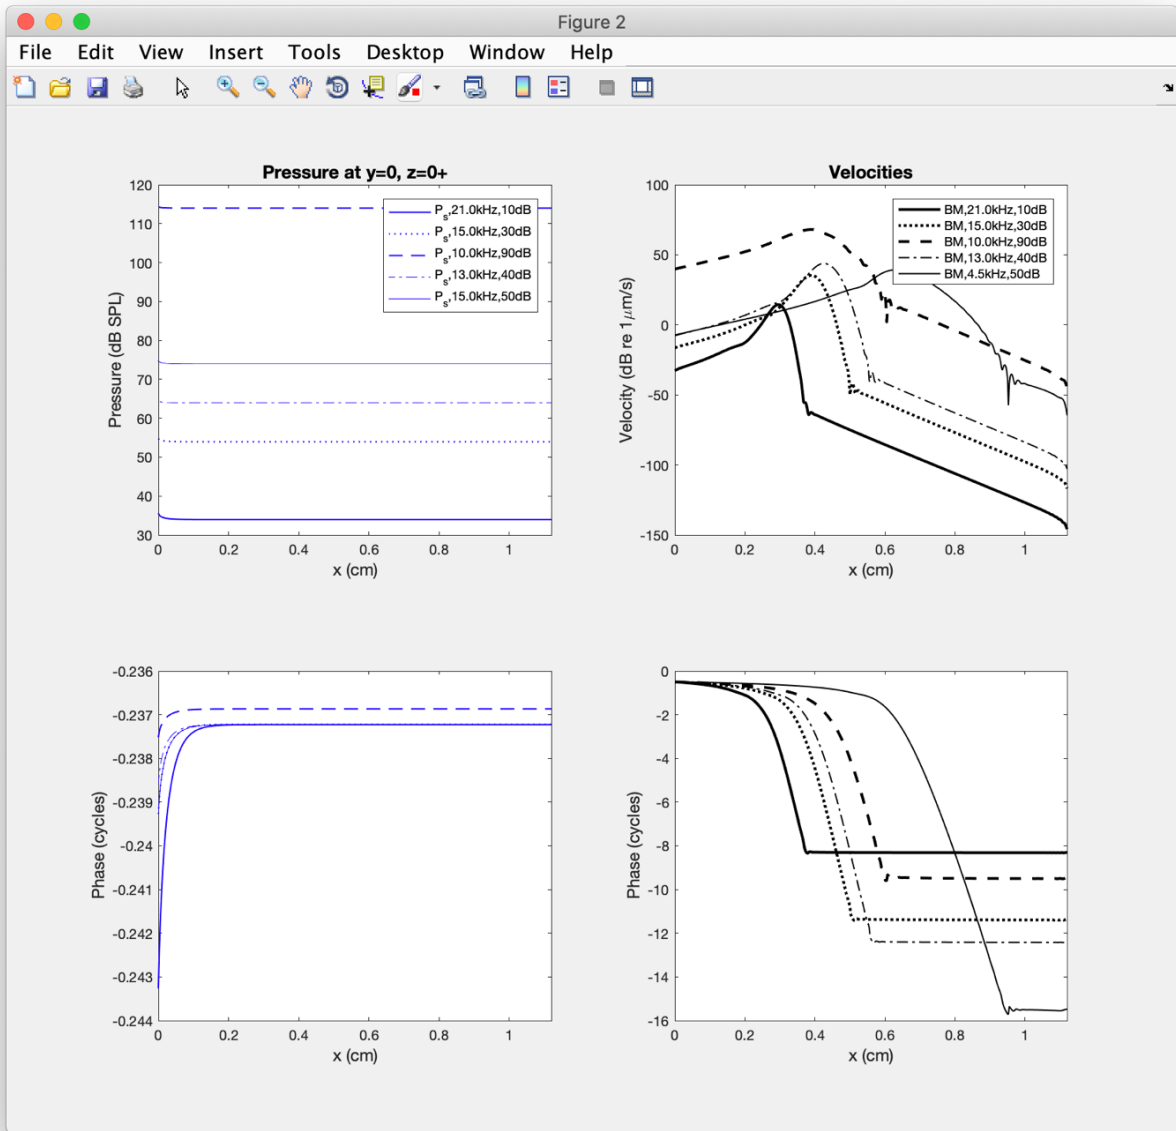 Figure 2
File Edit View Insert Tools Desktop Window Help
Pressure at y=0, z=0+
120
110
100
90
80
70
60
50
40
30
Pressure (dB SPL)
0 0.2 0.4 0.6 0.8 1
x (cm)
Ps,21.0kHz,10dB
Ps,15.0kHz,30dB
Ps,10.0kHz,90dB
Ps,13.0kHz,40dB
Ps,15.0kHz,50dB
Velocities
100
50
0
-50
-100
-150
Velocity (dB re 1μm/s)
0 0.2 0.4 0.6 0.8 1
x (cm)
BM,21.0kHz,10dB
BM,15.0kHz,30dB
BM,10.0kHz,90dB
BM,13.0kHz,40dB
BM,4.5kHz,50dB
-0.236
-0.237
-0.238
-0.239
-0.24
-0.241
-0.242
-0.243
-0.244
Phase (cycles)
0 0.2 0.4 0.6 0.8 1
x (cm)
0
-2
-4
-6
-8
-10
-12
-14
-16
Phase (cycles)
0 0.2 0.4 0.6 0.8 1
x (cm)